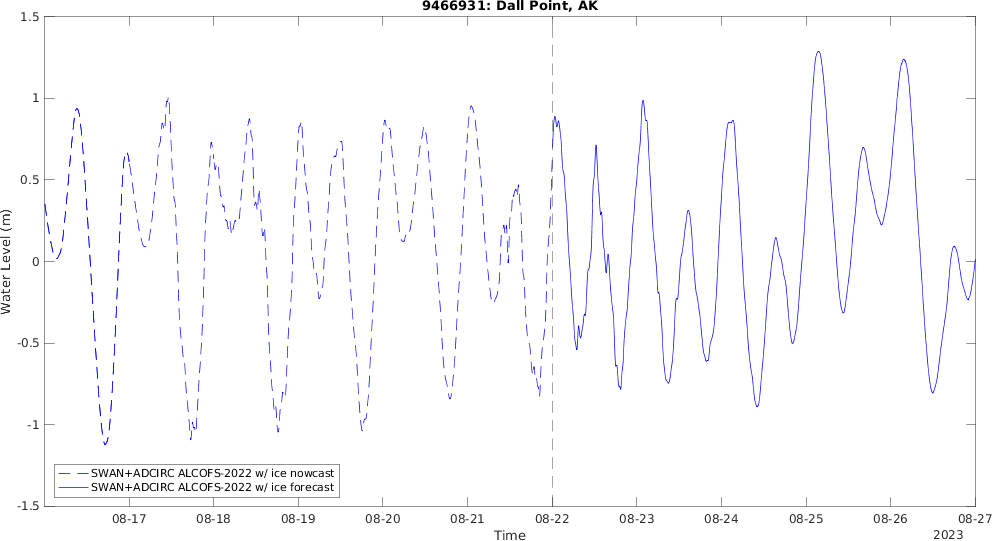 9466931: Dall Point, AK
1.5
1
0.5
0
-0.5
-1
-1.5
Water Level (m)
SWAN+ADCIRC ALCOFS-2022 w/ ice nowcast
SWAN+ADCIRC ALCOFS-2022 w/ ice forecast
08-17 08-18 08-19 08-20 08-21 08-22 08-23 08-24 08-25 08-26 08-27
Time
2023